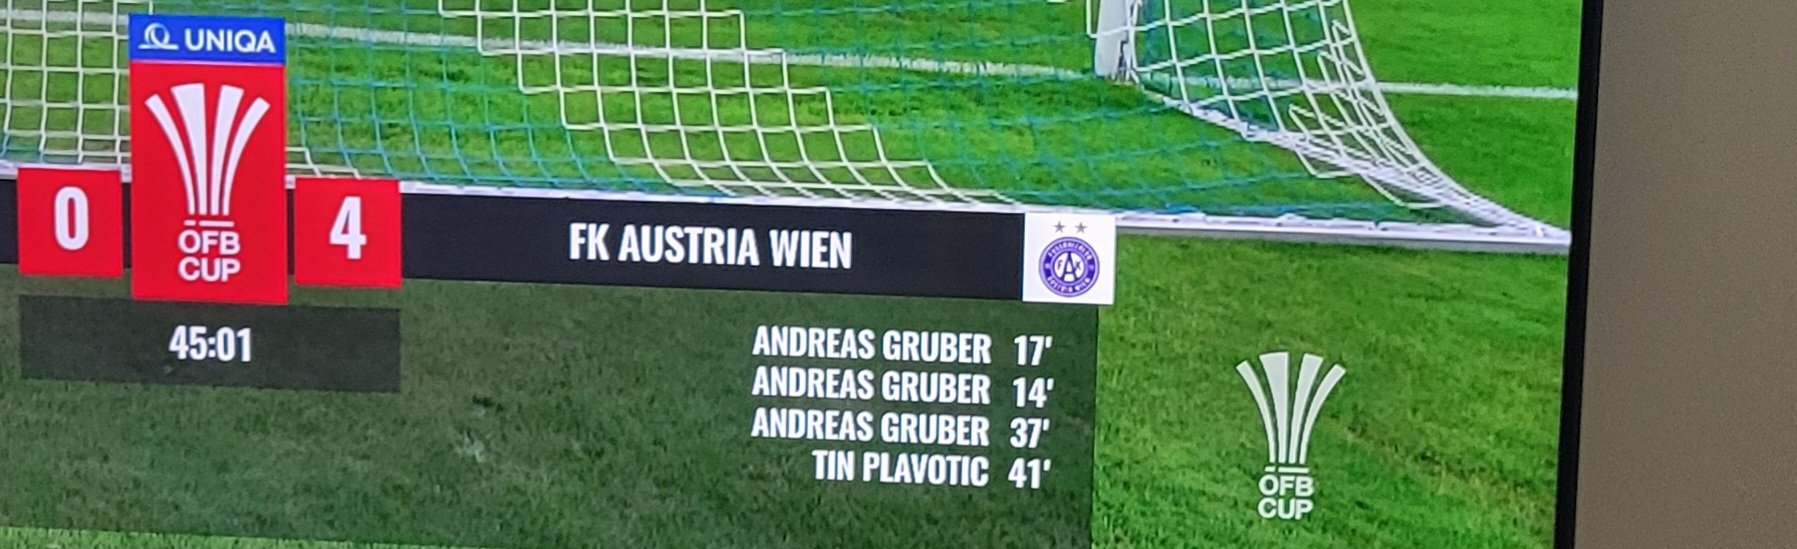 UNIQA
0
ÖFB
CUP
4
FK AUSTRIA WIEN
45:01
ANDREAS GRUBER 17'
ANDREAS GRUBER 14'
ANDREAS GRUBER 37'
TIN PLAVOTIC 41'
ÖFB
CUP